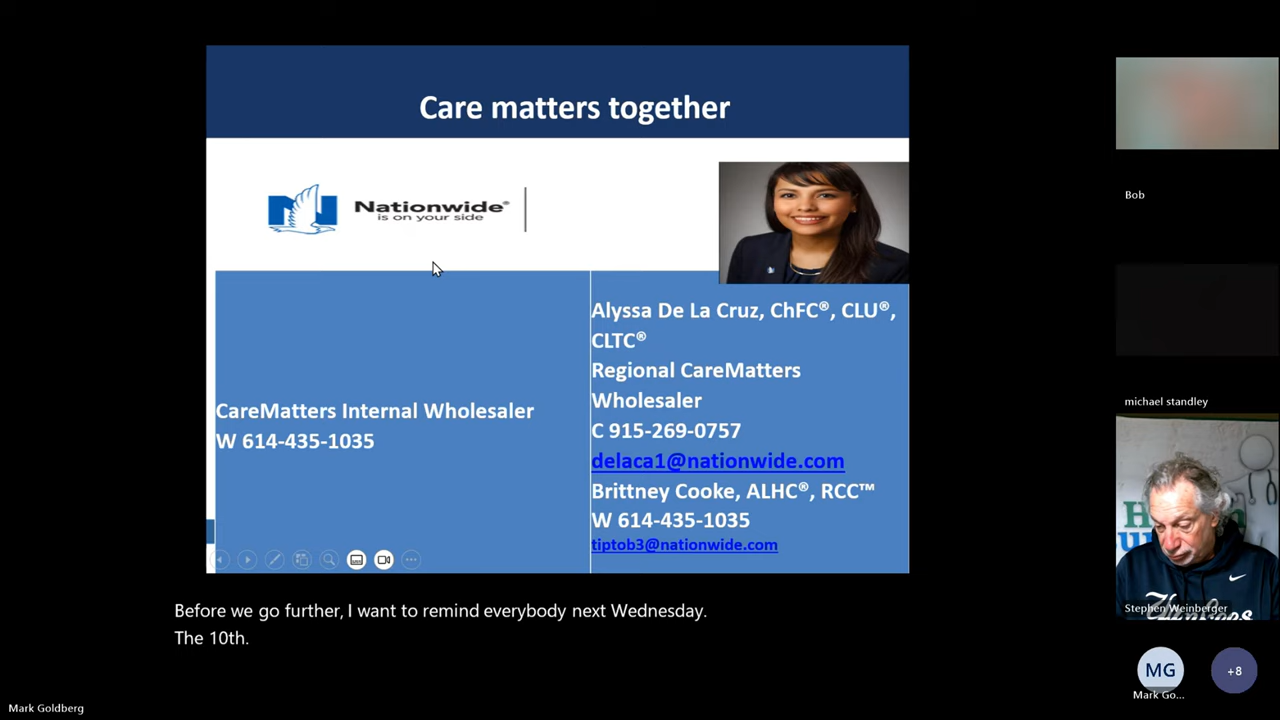 Care matters together
Nationwide®
is on your side
CareMatters Internal Wholesaler
W 614-435-1035
Alyssa De La Cruz, ChFC®, CLU®,
CLTC®
Regional CareMatters
Wholesaler
C 915-269-0757
delaca1@nationwide.com
Brittney Cooke, ALHC®, RCC™
W 614-435-1035
tiptob3@nationwide.com
Before we go further, I want to remind everybody next Wednesday.
The 10th.
Mark Goldberg
Bob
michael standley
Stephen Weinberger
MG
Mark Go...
+8